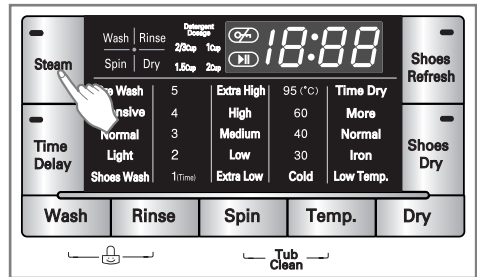 Steam
Time
Delay
Wash Rinse
Spin Dry
Detergent
Dosage
2/3Cup 1Cup
1.5Cup 2Cup
18:88
Wash 5 Extra High 95 (°C) Time Dry
4 High 60 More
Normal 3 Medium 40 Normal
Light 2 Low 30 Iron
Shoes Wash 1(Time) Extra Low Cold Low Temp.
Shoes
Refresh
Shoes
Dry
Wash Rinse Spin Temp. Dry
Tub
Clean